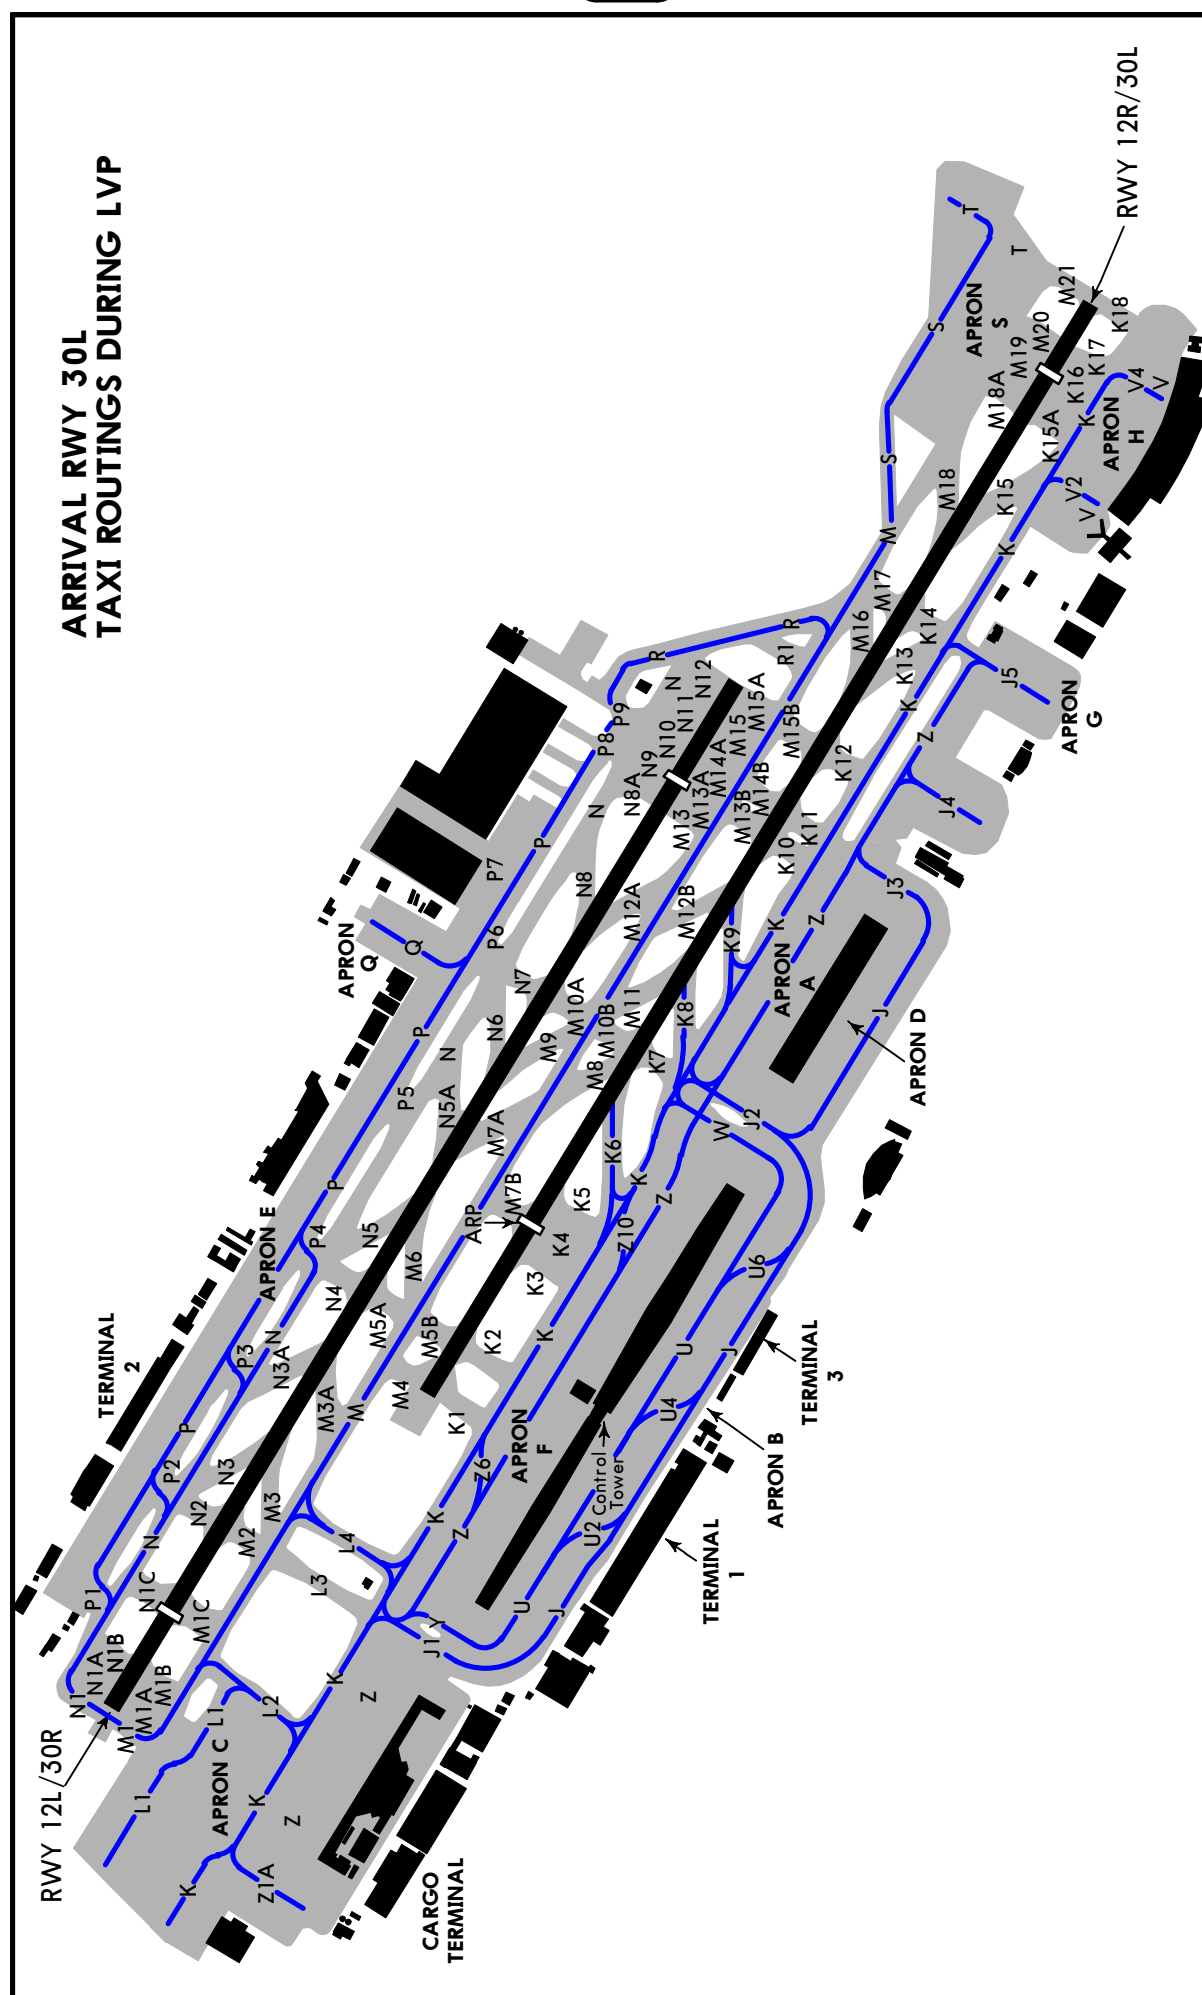 ARRIVAL RWY 30L
TAXI ROUTINGS DURING LVP
RWY 12R/30L
T
T
S
APRON
S
M21
M20
M19
M18A
K18
K17
K16
K15A
K
V4
V
APRON
H
S
M18
K15
V2
V
K
M
M17
M16
K14
K13
R
R
R1
J5
APRON
G
N
N12
N11
N10
N9
N8A
N
M15A
M15
M15B
M14A
M14B
M13A
M13
M13B
K
Z
K12
J4
K11
K10
J3
P9
P8
P
P7
P6
Q
APRON
Q
N8
M12A
M12B
K9
K
Z
APRON
A
J
APRON D
N7
N6
N
N5A
M10A
M10B
M11
M9
M8
K8
K7
P
P5
M7A
J2
W
K6
K
Z
M7B
ARP
K5
K4
Z10
K3
P
P4
APRON E
N5
N4
M6
M5A
M5B
K2
K
U6
U
J
TERMINAL
3
TERMINAL
2
P3
N
N3A
M3A
M
M4
K1
U4
APRON B
P
P2
N3
N2
N
M3
M2
Z6
APRON
F
Control
Tower
U2
K
Z
L4
L3
TERMINAL
1
P1
N1C
N1B
N1A
N1
M1C
M1B
M1A
M1
U
J
Y
J1
K
Z
L2
L1
L1
APRON C
K
Z
K
Z1A
RWY 12L/30R
CARGO
TERMINAL